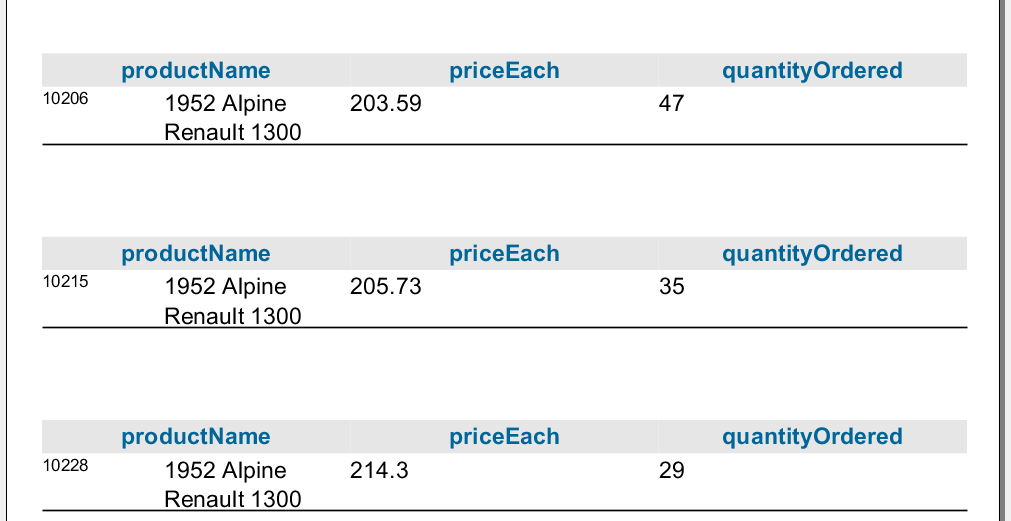 productName priceEach quantityOrdered
10206 1952 Alpine 203.59 47
Renault 1300
productName priceEach quantityOrdered
10215 1952 Alpine 205.73 35
Renault 1300
productName priceEach quantityOrdered
10228 1952 Alpine 214.3 29
Renault 1300